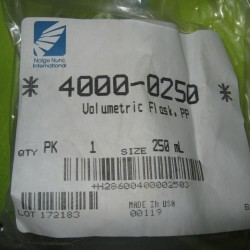 Nalge Nunc
International
* 4000-0250 *
Volumetric Flask, PP
QTY PK 1 SIZE 250 mL
+H28600400002503
MADE IN USA
LOT 172183 00119